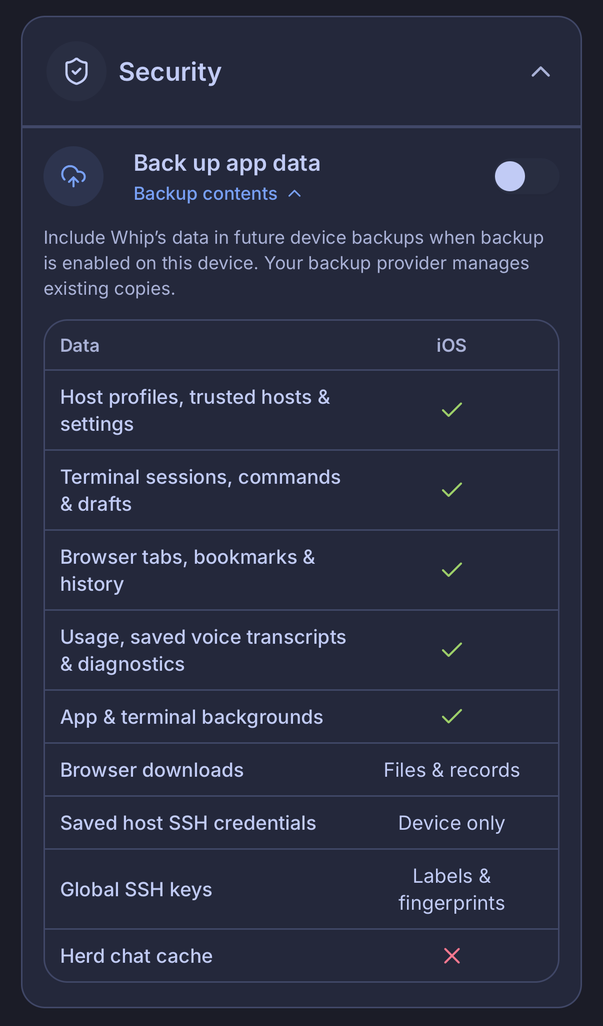 Security
Back up app data
Backup contents
Include Whip’s data in future device backups when backup
is enabled on this device. Your backup provider manages
existing copies.
Data iOS
Host profiles, trusted hosts &
settings
Terminal sessions, commands
& drafts
Browser tabs, bookmarks &
history
Usage, saved voice transcripts
& diagnostics
App & terminal backgrounds
Browser downloads Files & records
Saved host SSH credentials Device only
Global SSH keys Labels &
fingerprints
Herd chat cache